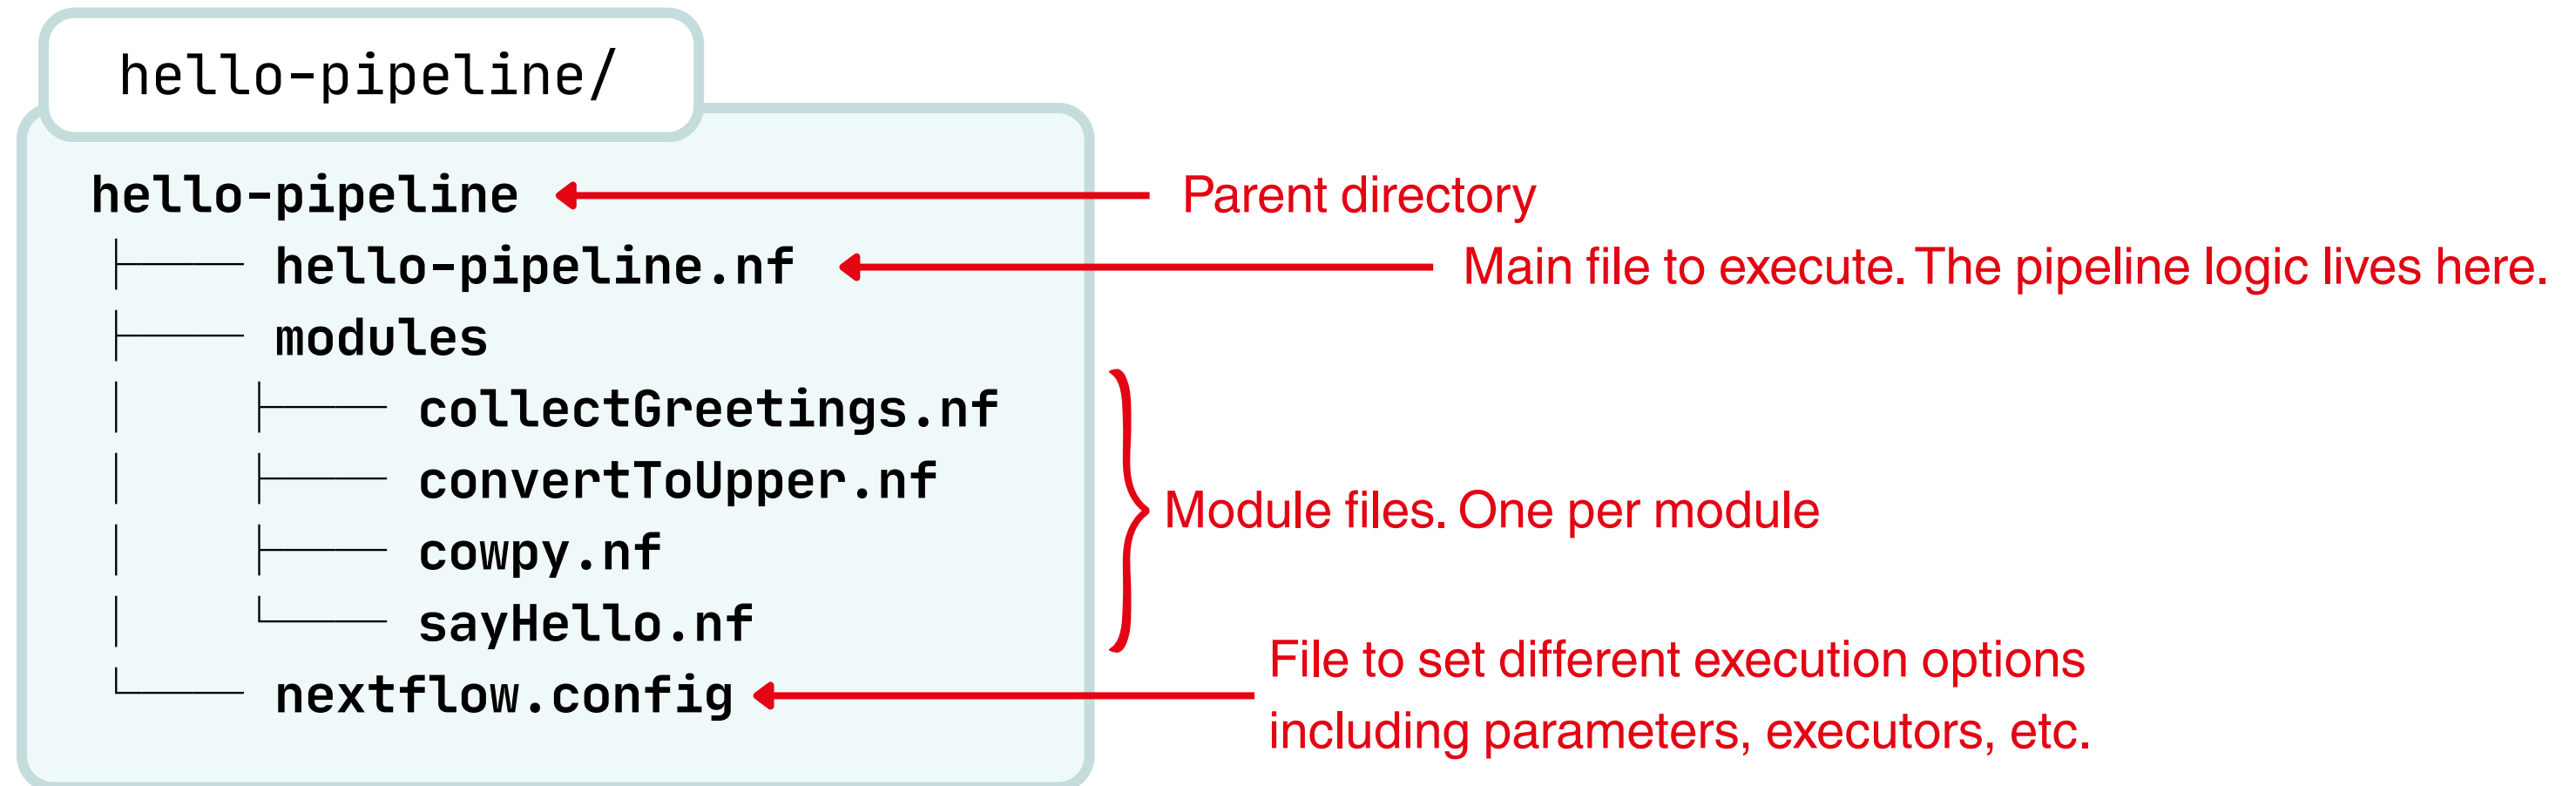 hello-pipeline/
hello-pipeline
Parent directory
hello-pipeline.nf
Main file to execute. The pipeline logic lives here.
modules
collectGreetings.nf
convertToUpper.nf
cowpy.nf
sayHello.nf
Module files. One per module
nextflow.config
File to set different execution options
including parameters, executors, etc.